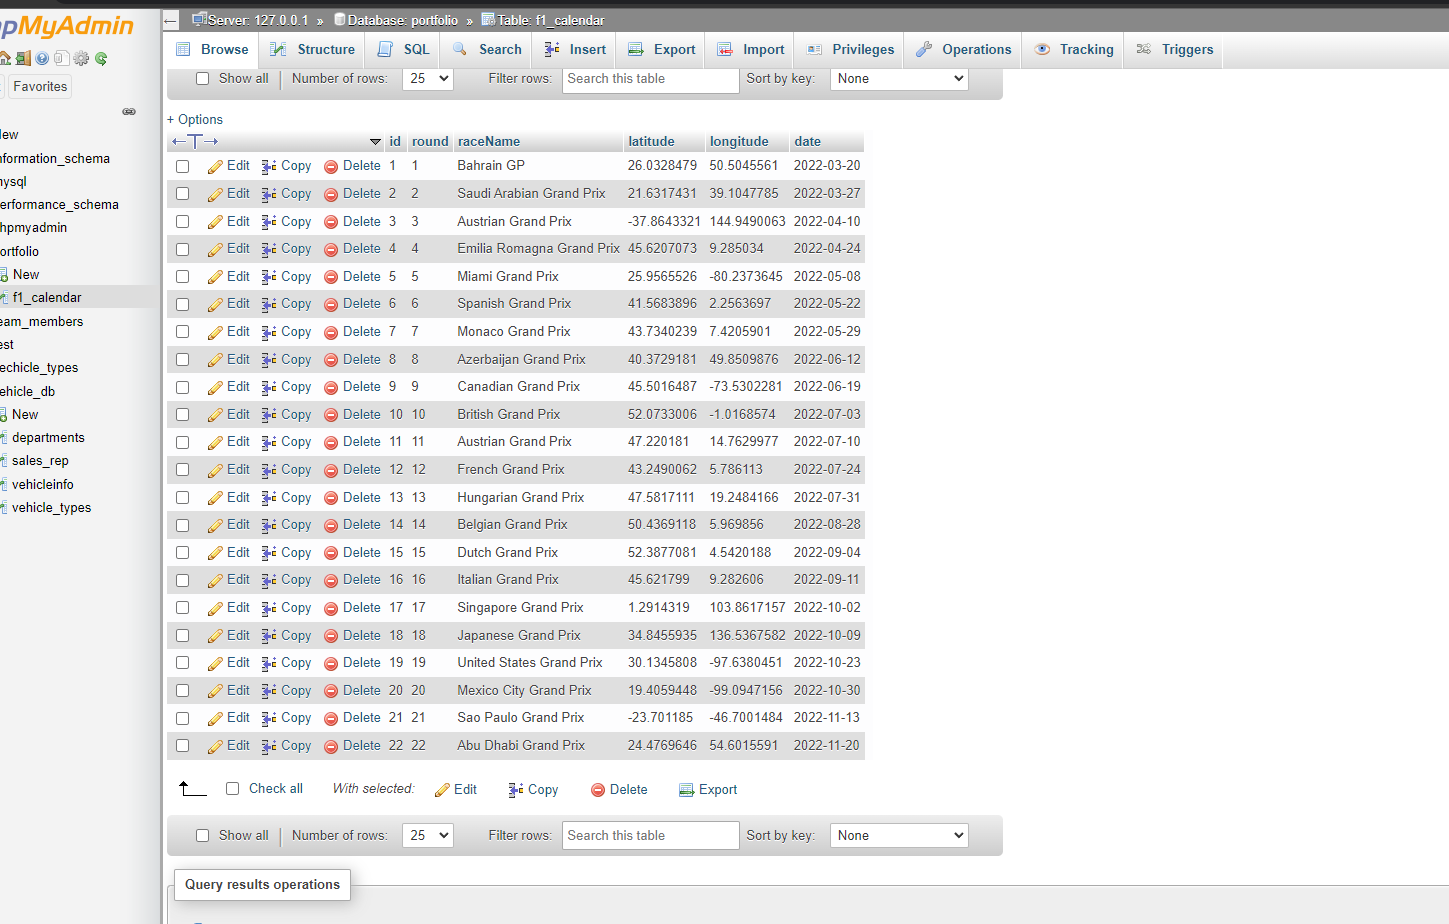 pMyAdmin
Server: 127.0.0.1 » Database: portfolio » Table: f1_calendar
Browse Structure SQL Search Insert Export Import Privileges Operations Tracking Triggers
Favorites
Show all Number of rows: 25 Filter rows: Search this table Sort by key: None
+ Options
ew
nformation_schema
ysql
erformance_schema
hpmyadmin
ortfolio
New
f1_calendar
eam_members
est
echicle_types
ehicle_db
New
departments
sales_rep
vehicleinfo
vehicle_types
←T→ id round raceName latitude longitude date
Edit Copy Delete 1 1 Bahrain GP 26.0328479 50.5045561 2022-03-20
Edit Copy Delete 2 2 Saudi Arabian Grand Prix 21.6317431 39.1047785 2022-03-27
Edit Copy Delete 3 3 Austrian Grand Prix -37.8643321 144.9490063 2022-04-10
Edit Copy Delete 4 4 Emilia Romagna Grand Prix 45.6207073 9.285034 2022-04-24
Edit Copy Delete 5 5 Miami Grand Prix 25.9565526 -80.2373645 2022-05-08
Edit Copy Delete 6 6 Spanish Grand Prix 41.5683896 2.2563697 2022-05-22
Edit Copy Delete 7 7 Monaco Grand Prix 43.7340239 7.4205901 2022-05-29
Edit Copy Delete 8 8 Azerbaijan Grand Prix 40.3729181 49.8509876 2022-06-12
Edit Copy Delete 9 9 Canadian Grand Prix 45.5016487 -73.5302281 2022-06-19
Edit Copy Delete 10 10 British Grand Prix 52.0733006 -1.0168574 2022-07-03
Edit Copy Delete 11 11 Austrian Grand Prix 47.220181 14.7629977 2022-07-10
Edit Copy Delete 12 12 French Grand Prix 43.2490062 5.786113 2022-07-24
Edit Copy Delete 13 13 Hungarian Grand Prix 47.5817111 19.2484166 2022-07-31
Edit Copy Delete 14 14 Belgian Grand Prix 50.4369118 5.969856 2022-08-28
Edit Copy Delete 15 15 Dutch Grand Prix 52.3877081 4.5420188 2022-09-04
Edit Copy Delete 16 16 Italian Grand Prix 45.621799 9.282606 2022-09-11
Edit Copy Delete 17 17 Singapore Grand Prix 1.2914319 103.8617157 2022-10-02
Edit Copy Delete 18 18 Japanese Grand Prix 34.8455935 136.5367582 2022-10-09
Edit Copy Delete 19 19 United States Grand Prix 30.1345808 -97.6380451 2022-10-23
Edit Copy Delete 20 20 Mexico City Grand Prix 19.4059448 -99.0947156 2022-10-30
Edit Copy Delete 21 21 Sao Paulo Grand Prix -23.701185 -46.7001484 2022-11-13
Edit Copy Delete 22 22 Abu Dhabi Grand Prix 24.4769646 54.6015591 2022-11-20
Check all With selected: Edit Copy Delete Export
Show all Number of rows: 25 Filter rows: Search this table Sort by key: None
Query results operations